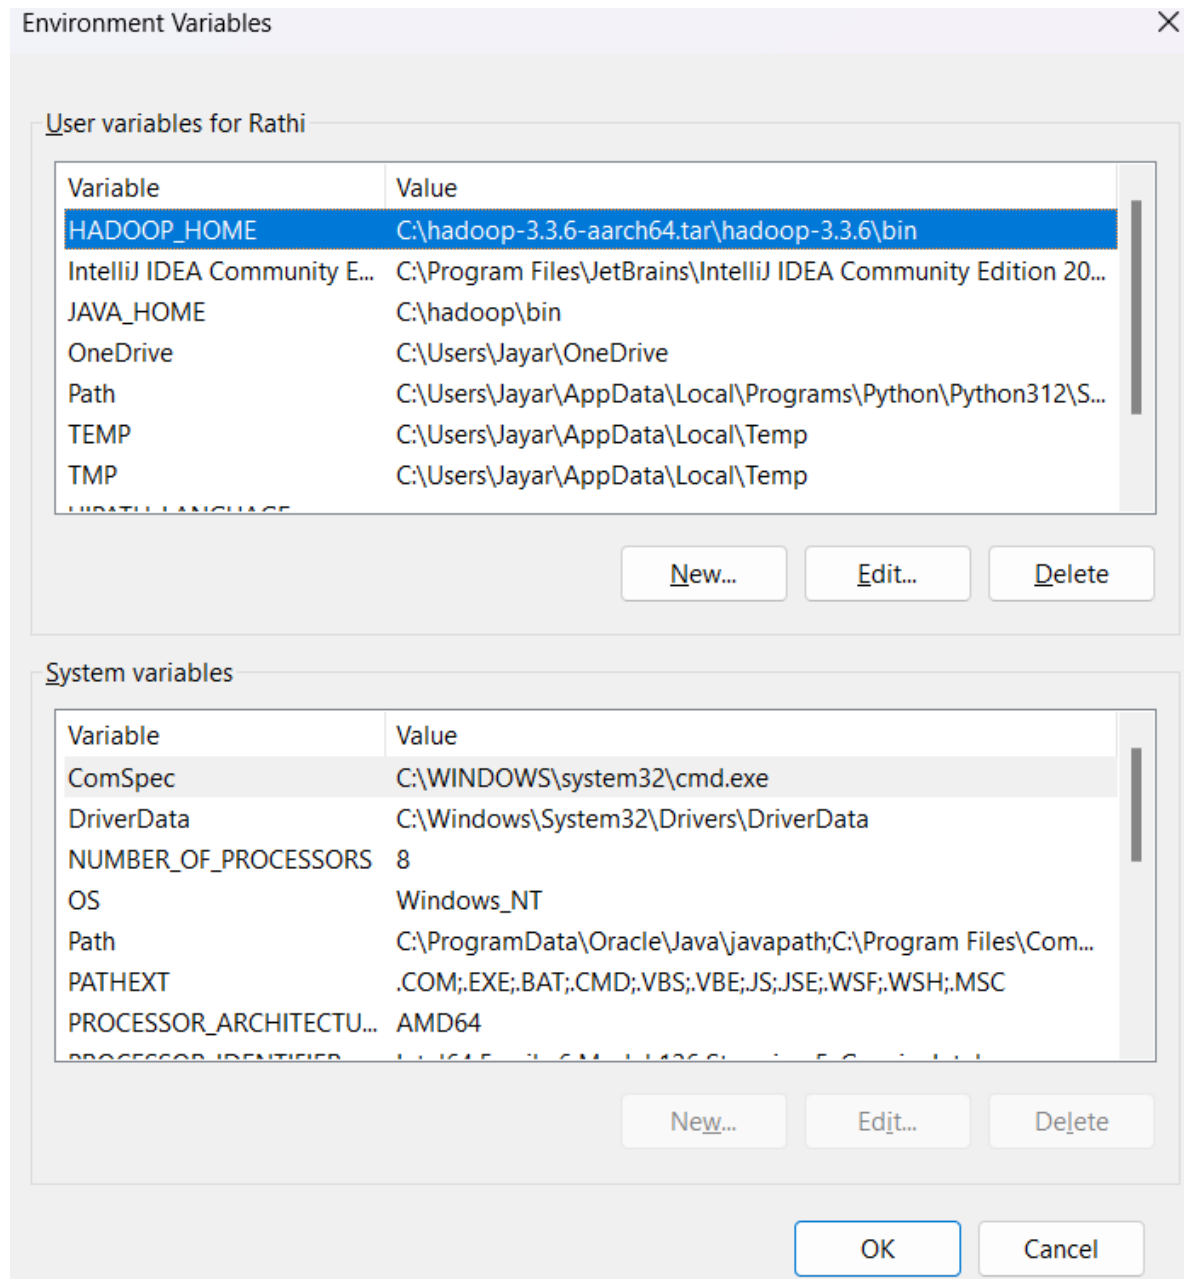 Environment Variables
User variables for Rathi
Variable Value
HADOOP_HOME C:\hadoop-3.3.6-aarch64.tar\hadoop-3.3.6\bin
IntelliJ IDEA Community E... C:\Program Files\JetBrains\IntelliJ IDEA Community Edition 20...
JAVA_HOME C:\hadoop\bin
OneDrive C:\Users\Jayar\OneDrive
Path C:\Users\Jayar\AppData\Local\Programs\Python\Python312\S...
TEMP C:\Users\Jayar\AppData\Local\Temp
TMP C:\Users\Jayar\AppData\Local\Temp
New... Edit... Delete
System variables
Variable Value
ComSpec C:\WINDOWS\system32\cmd.exe
DriverData C:\Windows\System32\Drivers\DriverData
NUMBER_OF_PROCESSORS 8
OS Windows_NT
Path C:\ProgramData\Oracle\Java\javapath;C:\Program Files\Com...
PATHEXT .COM;.EXE;.BAT;.CMD;.VBS;.VBE;.JS;.JSE;.WSF;.WSH;.MSC
PROCESSOR_ARCHITECTU... AMD64
New... Edit... Delete
OK Cancel